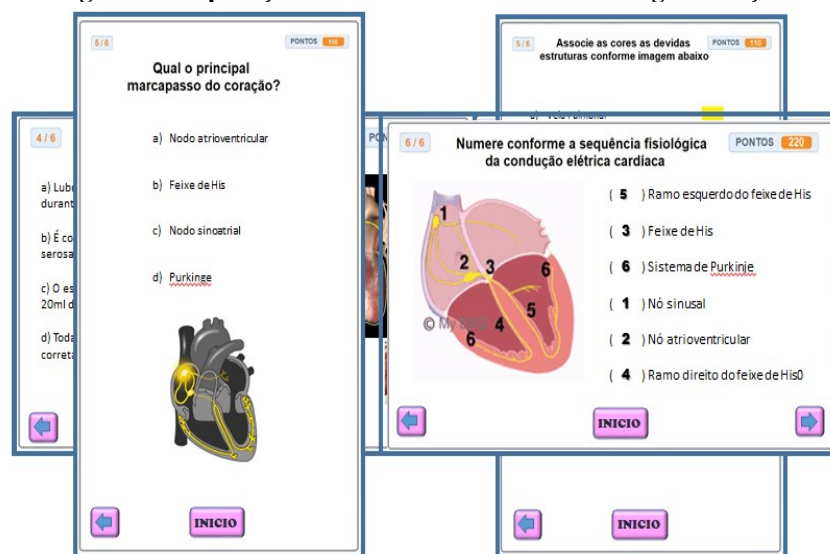 5 / 6
PONTOS
Qual o principal
marcapasso do coração?
a) Nodo atrioventricular
b) Feixe de His
c) Nodo sinoatrial
d) Purkinge
INICIO
5 / 6
Associe as cores as devidas
estruturas conforme imagem abaixo
PONTOS 110
INICIO
4 / 6
a) Lub
durant
b) É co
serosa
c) O es
20ml d
d) Toda
corret
6 / 6
Numere conforme a sequência fisiológica
da condução elétrica cardíaca
PONTOS 220
( 5 ) Ramo esquerdo do feixe de His
( 3 ) Feixe de His
( 6 ) Sistema de Purkinje
( 1 ) Nó sinusal
( 2 ) Nó atrioventricular
( 4 ) Ramo direito do feixe de His0
1
2
3
6
5
4
6
© My
INICIO